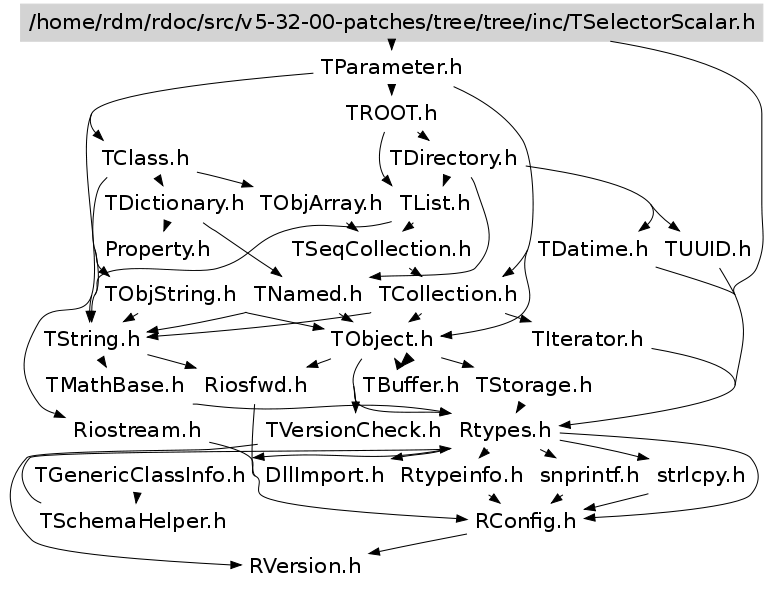 /home/rdm/rdoc/src/v5-32-00-patches/tree/tree/inc/TSelectorScalar.h
TParameter.h
TROOT.h
TClass.h
TDirectory.h
TDictionary.h
TObjArray.h
TList.h
Property.h
TSeqCollection.h
TDatime.h
TUUID.h
TObjString.h
TNamed.h
TCollection.h
TString.h
TObject.h
TIterator.h
TMathBase.h
Riosfwd.h
TBuffer.h
TStorage.h
Riostream.h
TVersionCheck.h
Rtypes.h
TGenericClassInfo.h
DllImport.h
Rtypeinfo.h
snprintf.h
strlcpy.h
TSchemaHelper.h
RConfig.h
RVersion.h